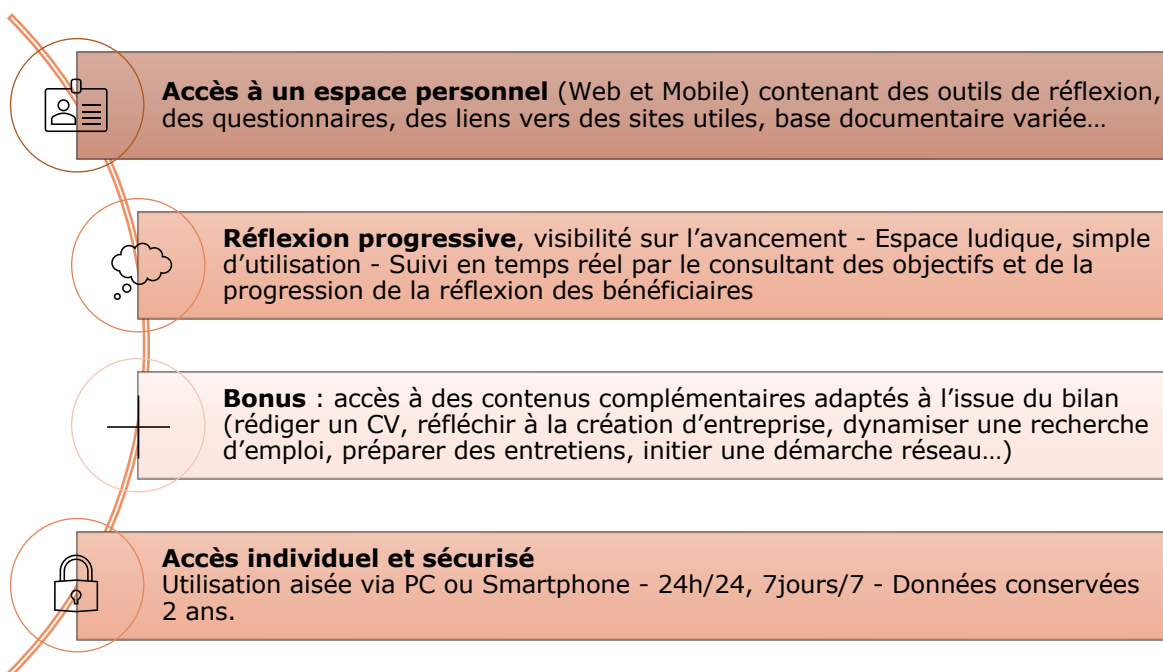 Accès à un espace personnel (Web et Mobile) contenant des outils de réflexion,
des questionnaires, des liens vers des sites utiles, base documentaire variée…
Réflexion progressive, visibilité sur l’avancement - Espace ludique, simple
d’utilisation - Suivi en temps réel par le consultant des objectifs et de la
progression de la réflexion des bénéficiaires
Bonus : accès à des contenus complémentaires adaptés à l’issue du bilan
(rédiger un CV, réfléchir à la création d’entreprise, dynamiser une recherche
d’emploi, préparer des entretiens, initier une démarche réseau…)
Accès individuel et sécurisé
Utilisation aisée via PC ou Smartphone - 24h/24, 7jours/7 - Données conservées
2 ans.